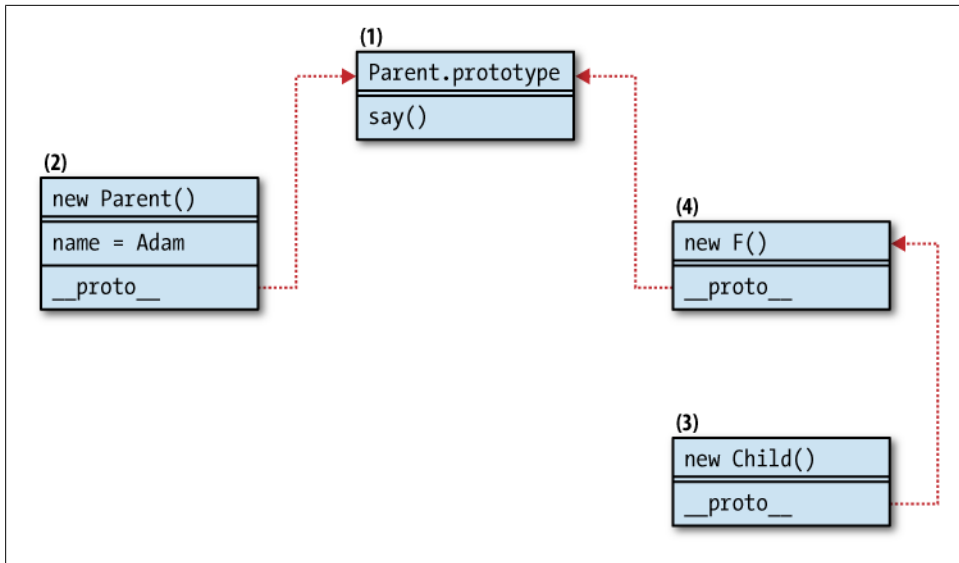 (1)
Parent.prototype
say()
(2)
new Parent()
name = Adam
__proto__
(4)
new F()
__proto__
(3)
new Child()
__proto__